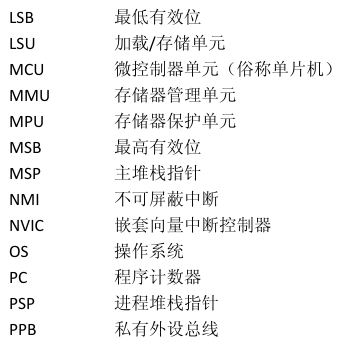 LSB 最低有效位
LSU 加载/存储单元
MCU 微控制器单元（俗称单片机）
MMU 存储器管理单元
MPU 存储器保护单元
MSB 最高有效位
MSP 主堆栈指针
NMI 不可屏蔽中断
NVIC 嵌套向量中断控制器
OS 操作系统
PC 程序计数器
PSP 进程堆栈指针
PPB 私有外设总线